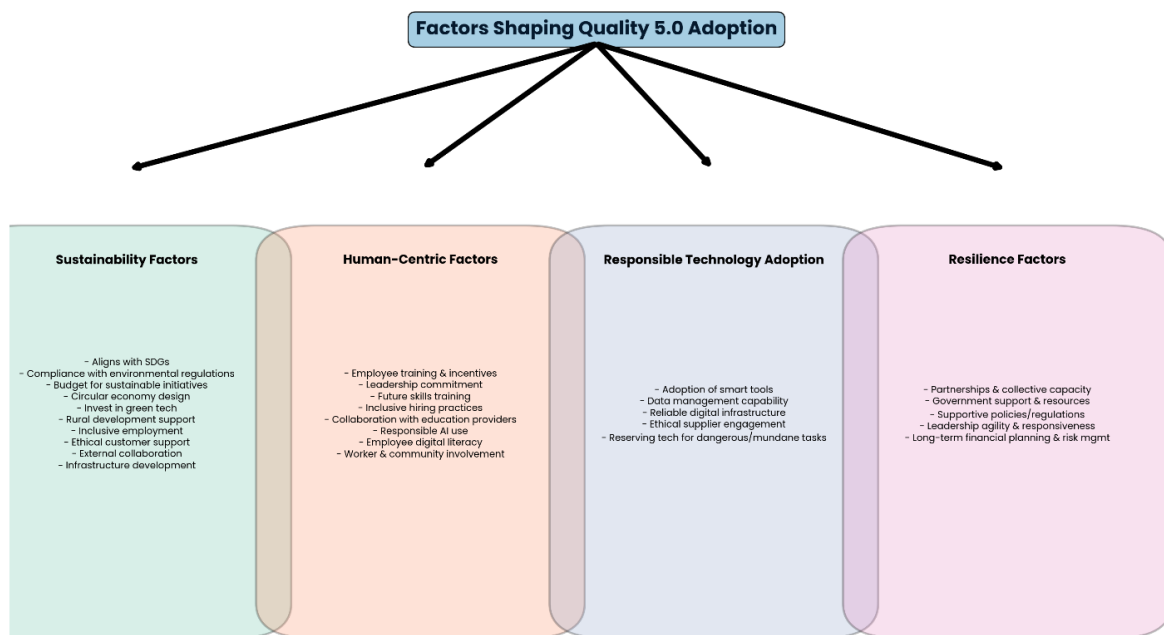 Factors Shaping Quality 5.0 Adoption
Sustainability Factors
- Aligns with SDGs
- Compliance with environmental regulations
- Budget for sustainable initiatives
- Circular economy design
- Invest in green tech
- Rural development support
- Inclusive employment
- Ethical customer support
- External collaboration
- Infrastructure development
Human-Centric Factors
- Employee training & incentives
- Leadership commitment
- Future skills training
- Inclusive hiring practices
- Collaboration with education providers
- Responsible AI use
- Employee digital literacy
- Worker & community involvement
Responsible Technology Adoption
- Adoption of smart tools
- Data management capability
- Reliable digital infrastructure
- Ethical supplier engagement
- Reserving tech for dangerous/mundane tasks
Resilience Factors
- Partnerships & collective capacity
- Government support & resources
- Supportive policies/regulations
- Leadership agility & responsiveness
- Long-term financial planning & risk mgmt